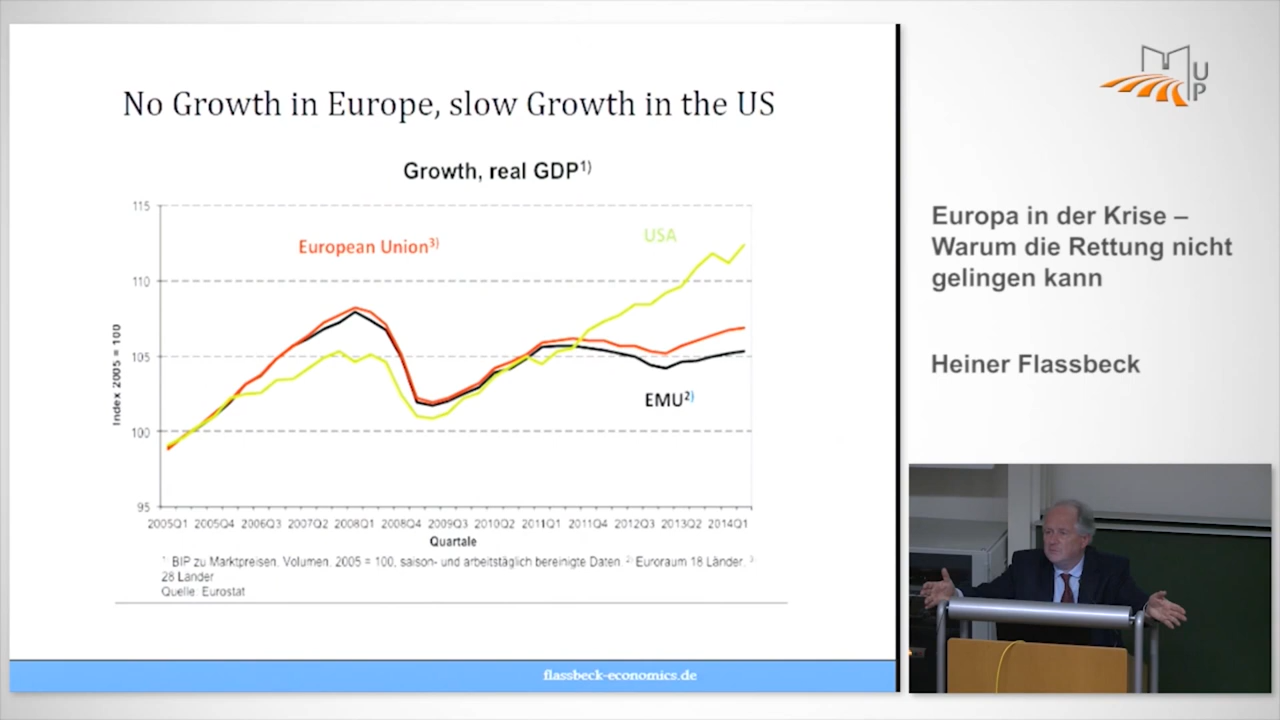 No Growth in Europe, slow Growth in the US
Growth, real GDP1)
115
110
105
100
95
Index 2005 = 100
European Union3)
USA
EMU2)
2005Q1 2005Q4 2006Q3 2007Q2 2008Q1 2008Q4 2009Q3 2010Q2 2011Q1 2011Q4 2012Q3 2013Q2 2014Q1
Quartale
1) BIP zu Marktpreisen, Volumen, 2005 = 100, saison- und arbeitstäglich bereinigte Daten. 2) Euroraum 18 Länder. 3)
28 Länder
Quelle: Eurostat
flassbeck-economics.de
MUP
Europa in der Krise –
Warum die Rettung nicht
gelingen kann
Heiner Flassbeck